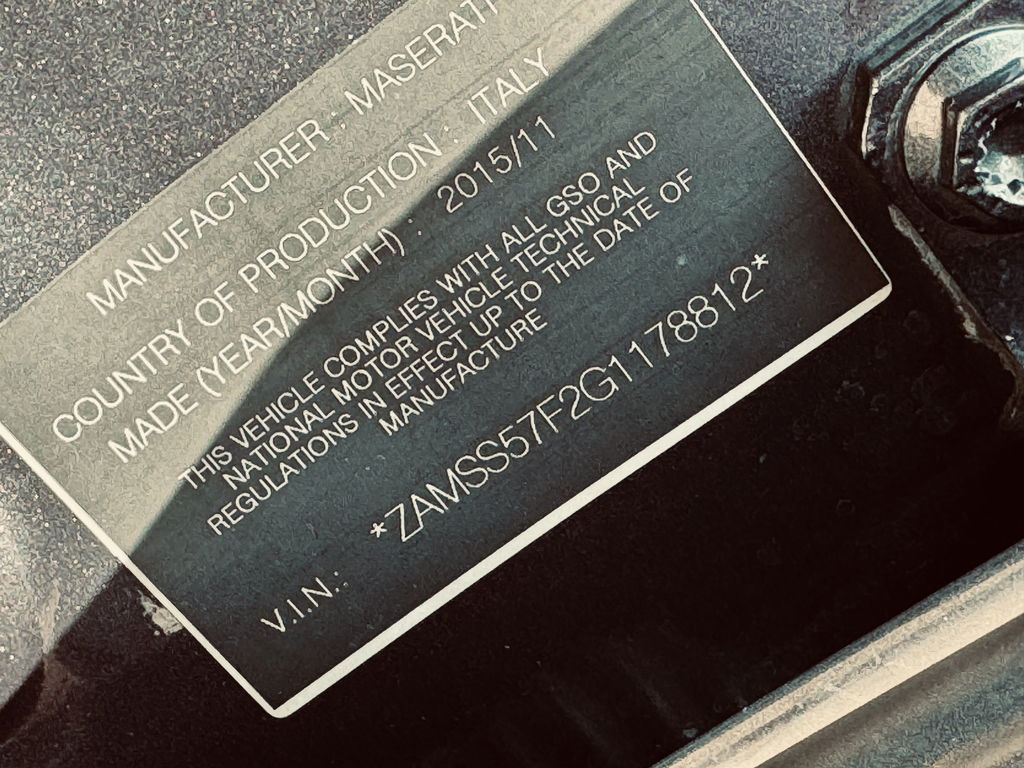 MANUFACTURER : MASERATI
COUNTRY OF PRODUCTION : ITALY
MADE (YEAR/MONTH) : 2015/11
THIS VEHICLE COMPLIES WITH ALL GSO AND
NATIONAL MOTOR VEHICLE TECHNICAL
REGULATIONS IN EFFECT UP TO THE DATE OF
MANUFACTURE
*ZAMSS57F2G1178812*
V.I.N.: